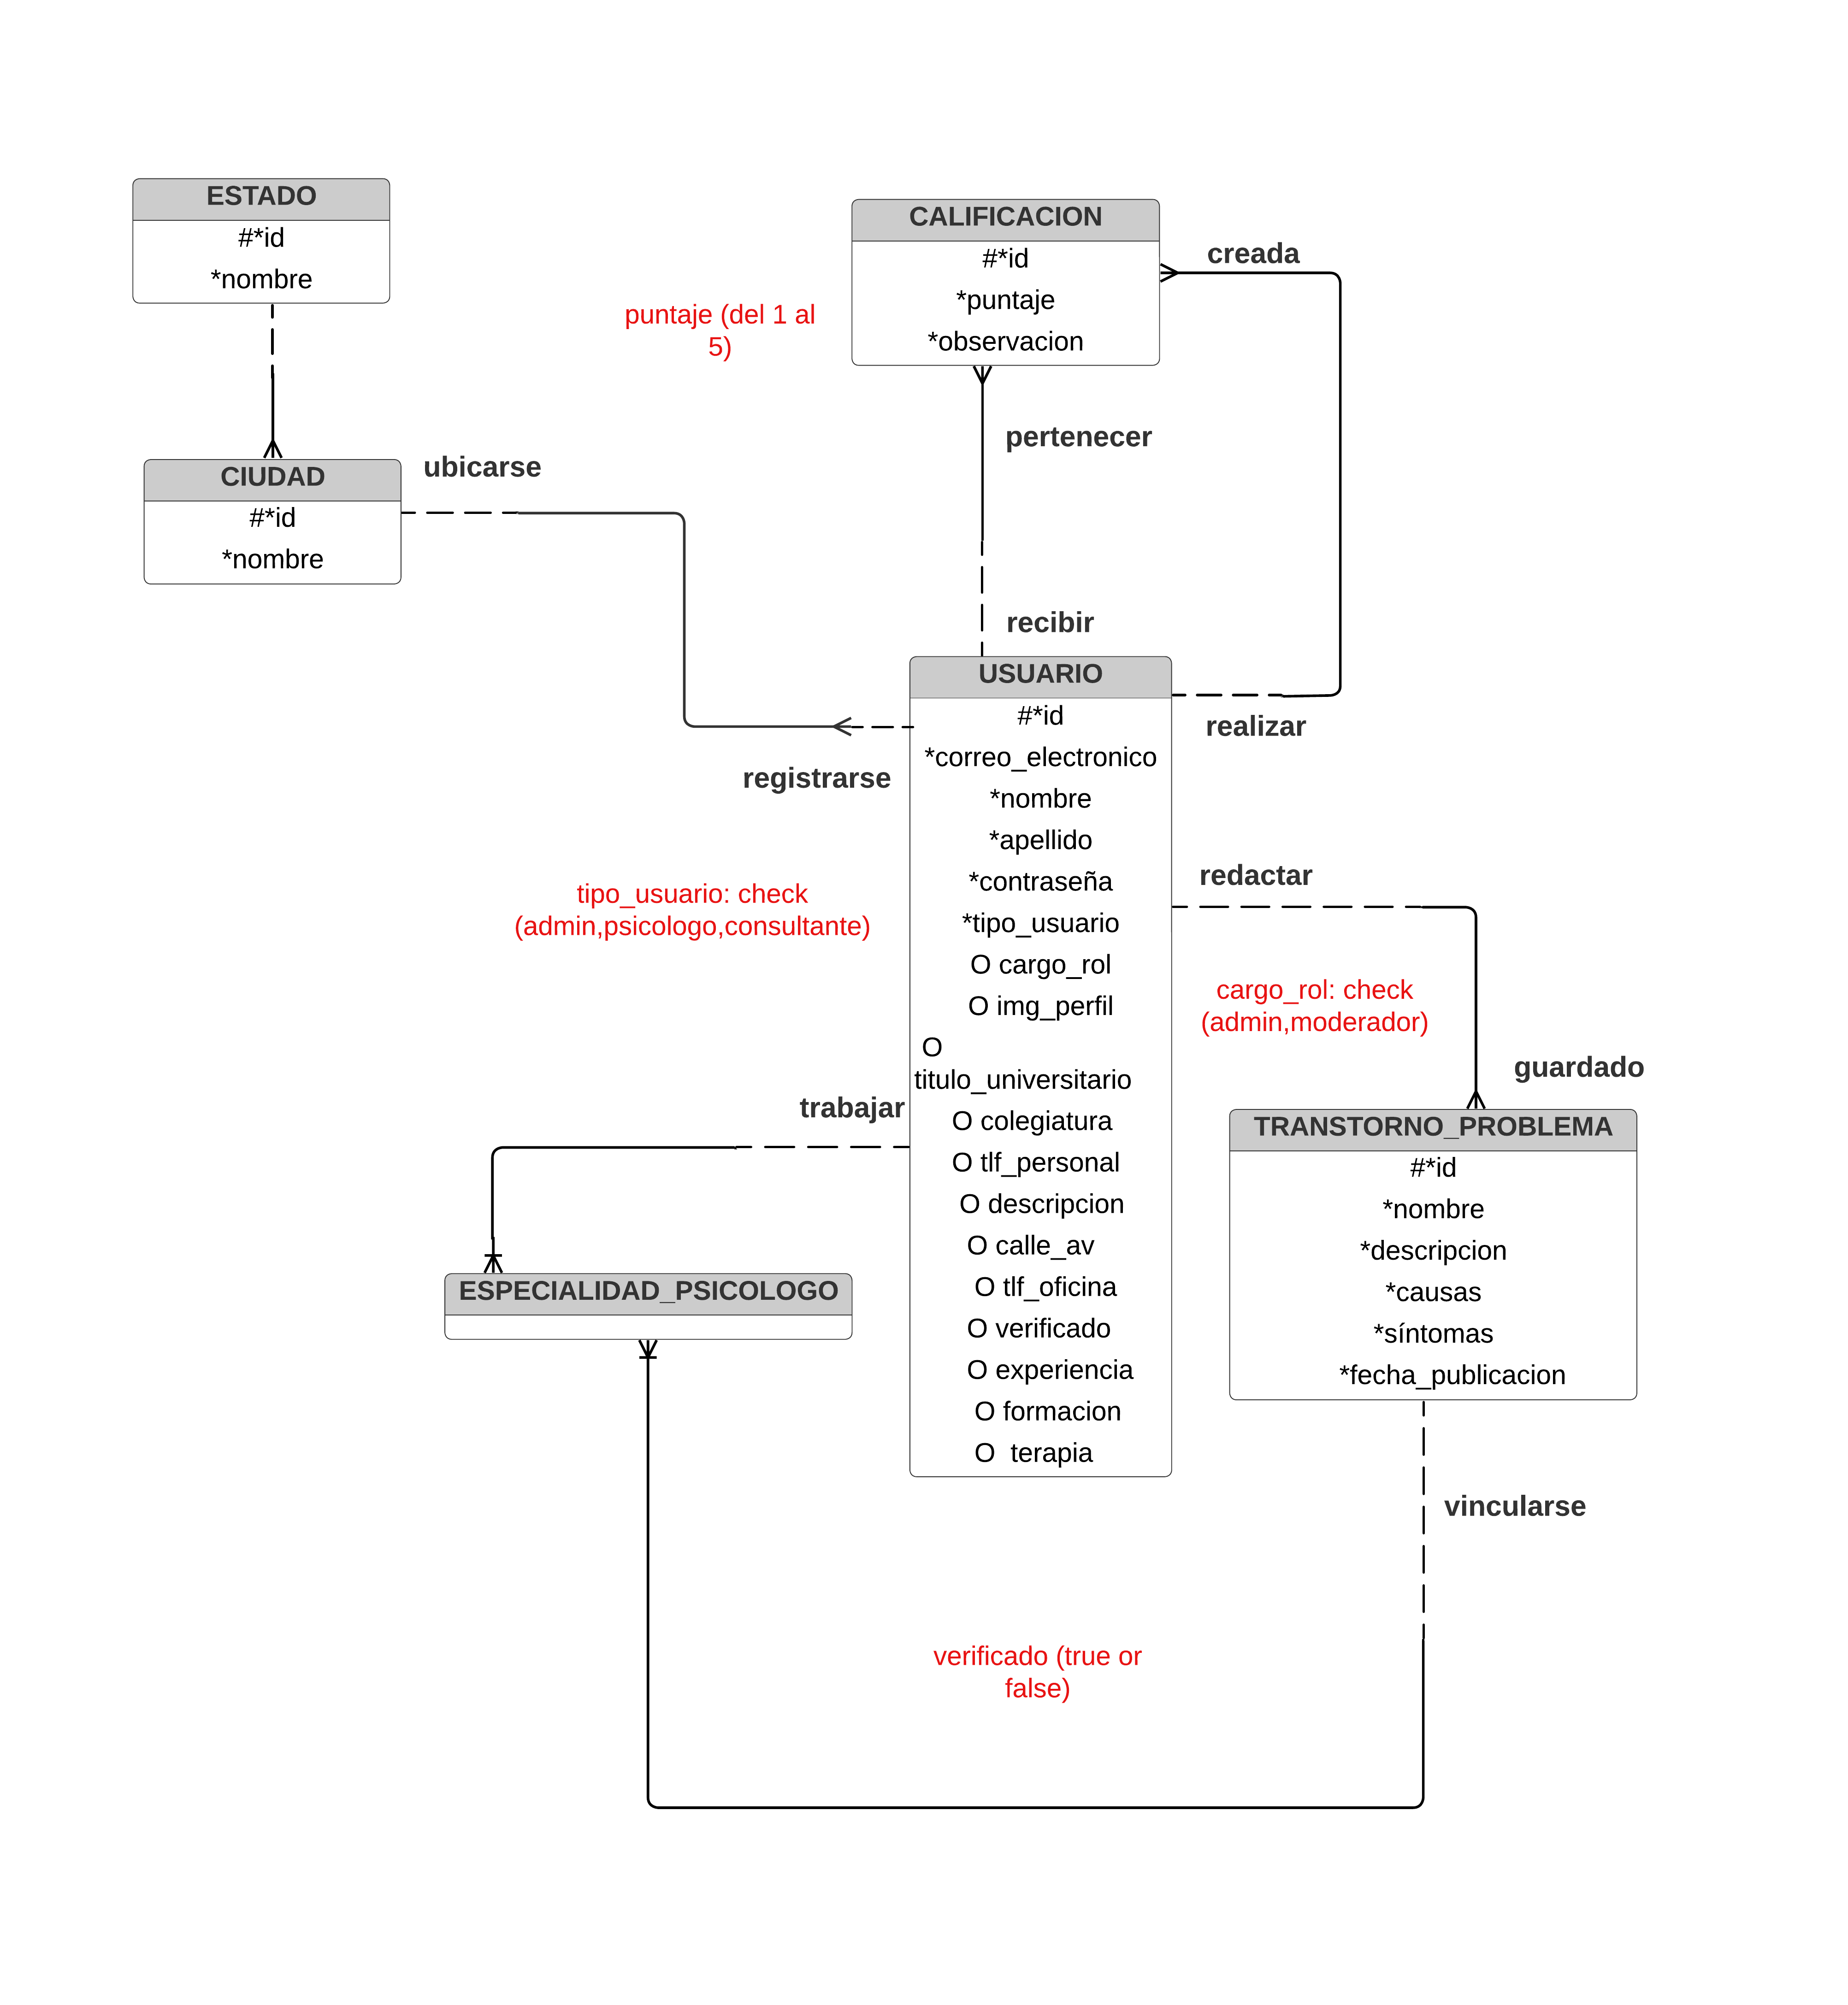 ESTADO
#*id
*nombre
CALIFICACION
#*id
*puntaje
*observacion
creada
puntaje (del 1 al
5)
pertenecer
CIUDAD
#*id
*nombre
ubicarse
recibir
USUARIO
#*id
*correo_electronico
*nombre
*apellido
*contraseña
*tipo_usuario
O cargo_rol
O img_perfil
O
titulo_universitario
O colegiatura
O tlf_personal
O descripcion
O calle_av
O tlf_oficina
O verificado
O experiencia
O formacion
O  terapia
realizar
registrarse
redactar
tipo_usuario: check
(admin,psicologo,consultante)
cargo_rol: check
(admin,moderador)
guardado
trabajar
TRANSTORNO_PROBLEMA
#*id
*nombre
*descripcion
*causas
*síntomas
*fecha_publicacion
ESPECIALIDAD_PSICOLOGO
vincularse
verificado (true or
false)